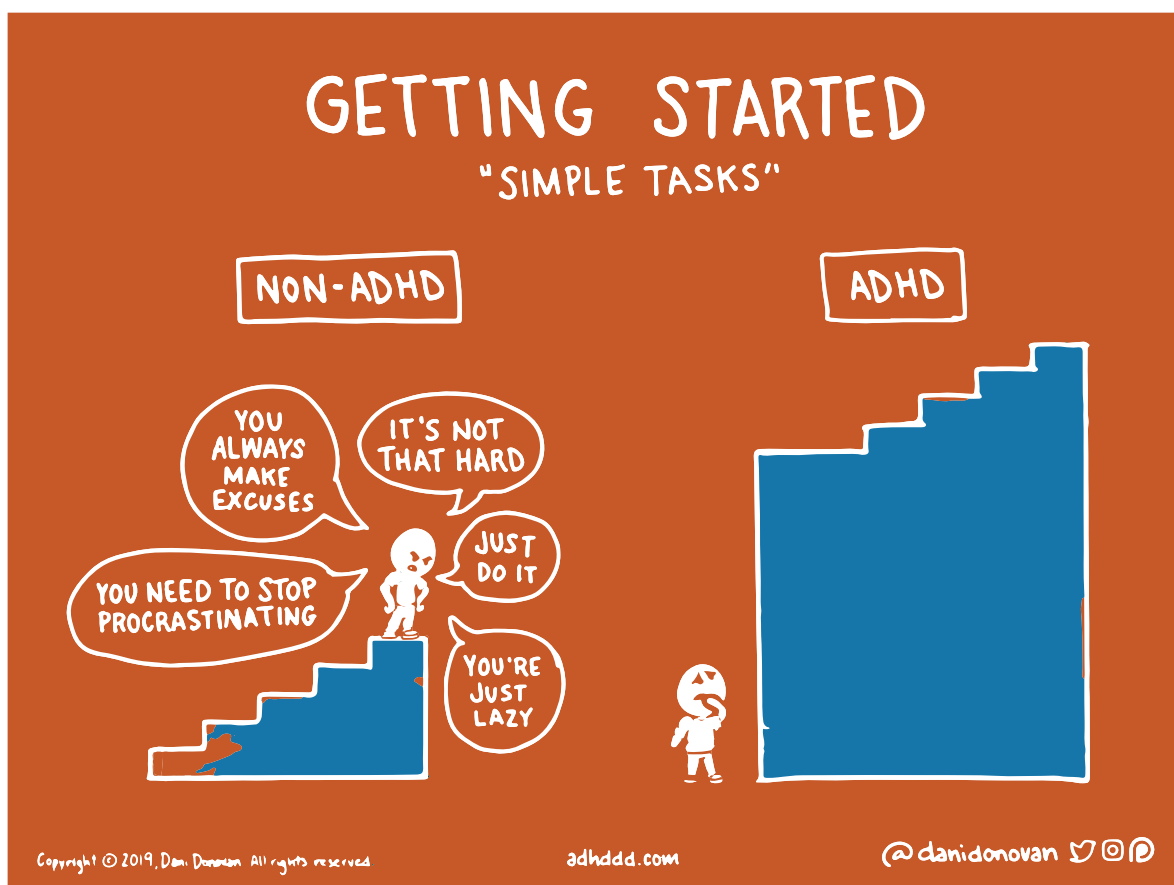 GETTING STARTED
"SIMPLE TASKS"
NON-ADHD
YOU
ALWAYS
MAKE
EXCUSES
IT'S NOT
THAT HARD
JUST
DO IT
YOU NEED TO STOP
PROCRASTINATING
YOU'RE
JUST
LAZY
ADHD
Copyright © 2019, Dani Donovan All rights reserved
adhddd.com
@danidonovan